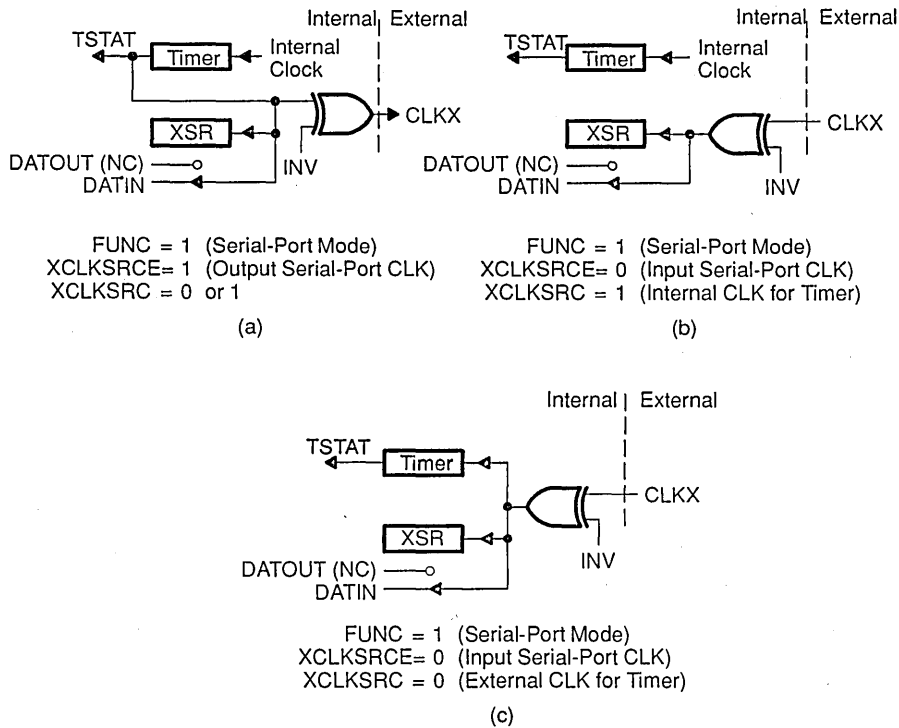 Internal External
TSTAT
Timer
Internal
Clock
XSR
CLKX
INV
DATOUT (NC)
DATIN
FUNC = 1 (Serial-Port Mode)
XCLKSRCE= 1 (Output Serial-Port CLK)
XCLKSRC = 0 or 1
(a)
Internal External
TSTAT
Timer
Internal
Clock
XSR
CLKX
INV
DATOUT (NC)
DATIN
FUNC = 1 (Serial-Port Mode)
XCLKSRCE= 0 (Input Serial-Port CLK)
XCLKSRC = 1 (Internal CLK for Timer)
(b)
Internal External
TSTAT
Timer
CLKX
XSR
INV
DATOUT (NC)
DATIN
FUNC = 1 (Serial-Port Mode)
XCLKSRCE= 0 (Input Serial-Port CLK)
XCLKSRC = 0 (External CLK for Timer)
(c)